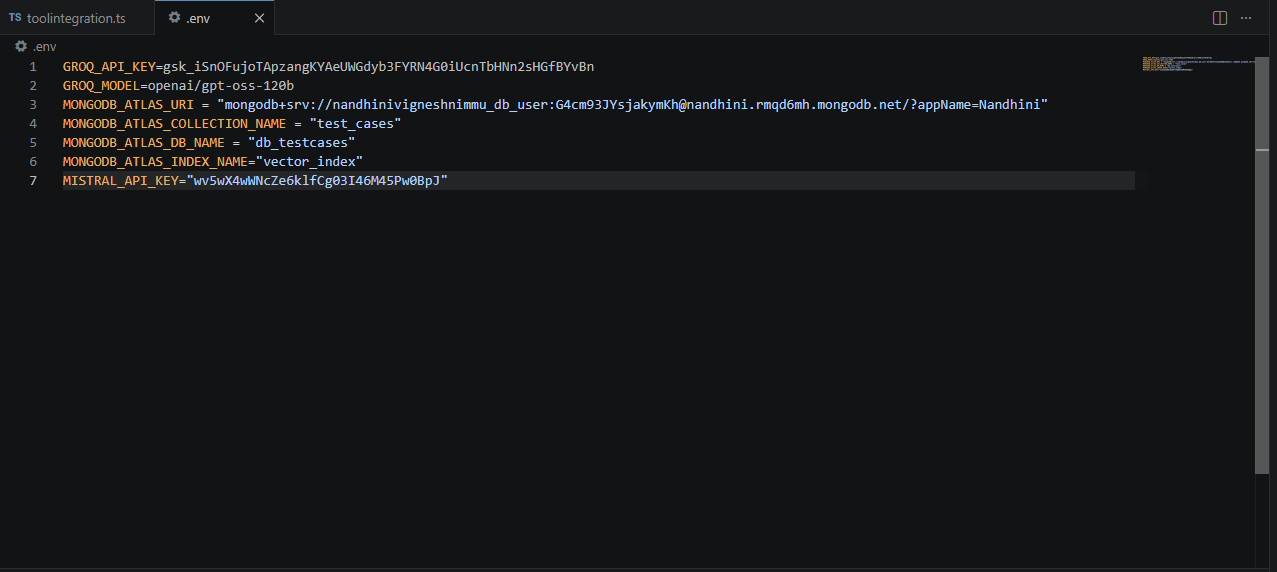 TS toolintegration.ts
.env
.env
1 GROQ_API_KEY=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
2 GROQ_MODEL=openai/gpt-oss-120b
3 MONGODB_ATLAS_URI = "mongodb+srv://nandhinivigneshnimmu_db_user:G4cm93JYsjakymKh@nandhini.rmqd6mh.mongodb.net/?appName=Nandhini"
4 MONGODB_ATLAS_COLLECTION_NAME = "test_cases"
5 MONGODB_ATLAS_DB_NAME = "db_testcases"
6 MONGODB_ATLAS_INDEX_NAME="vector_index"
7 MISTRAL_API_KEY="wv5wX4wWNcZe6klfCg03I46M45Pw0BpJ"